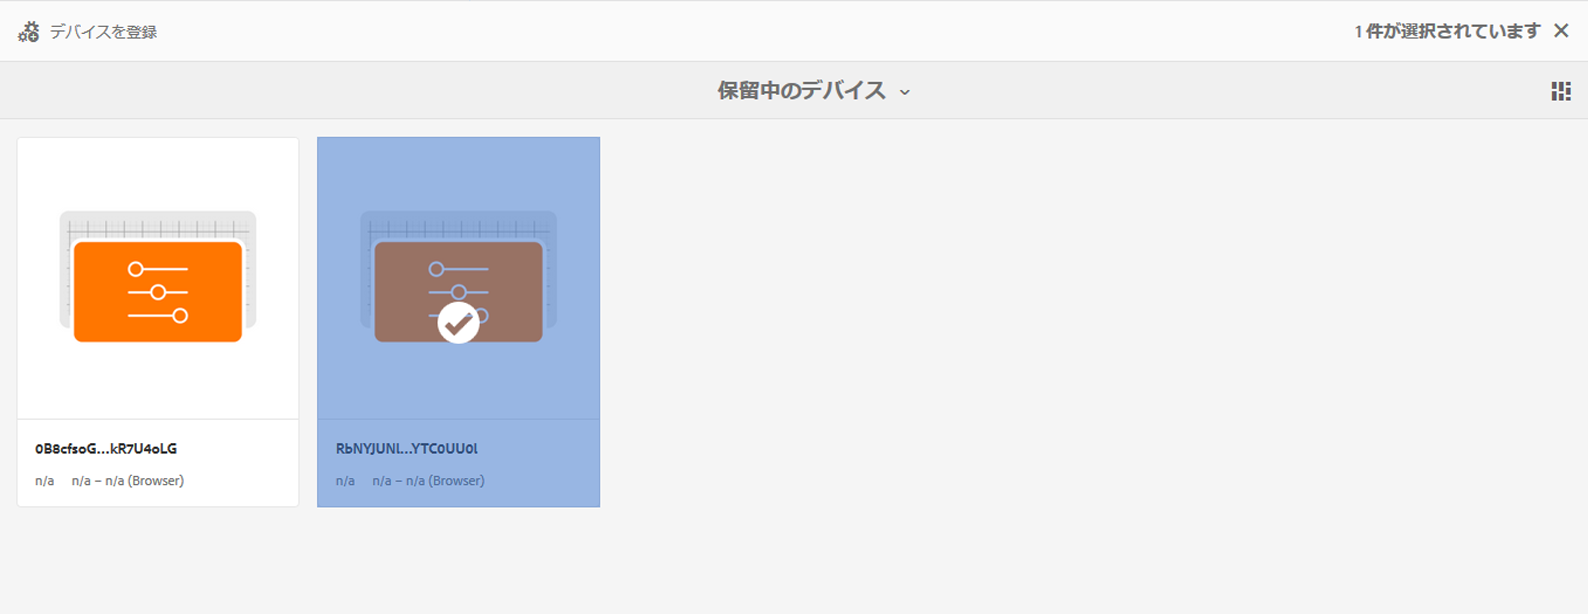 デバイスを登録
1 件が選択されています
保留中のデバイス
0B8cfsoG...kR7U4oLG
n/a n/a – n/a (Browser)
RbNYJUNl...YTC0UU0l
n/a n/a – n/a (Browser)